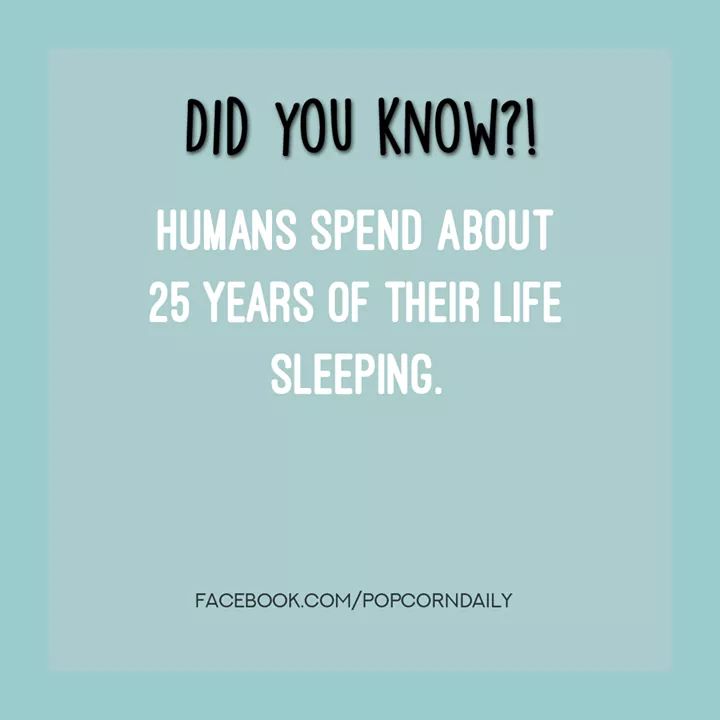 DID YOU KNOW?!
HUMANS SPEND ABOUT
25 YEARS OF THEIR LIFE
SLEEPING.
FACEBOOK.COM/POPCORNDAILY